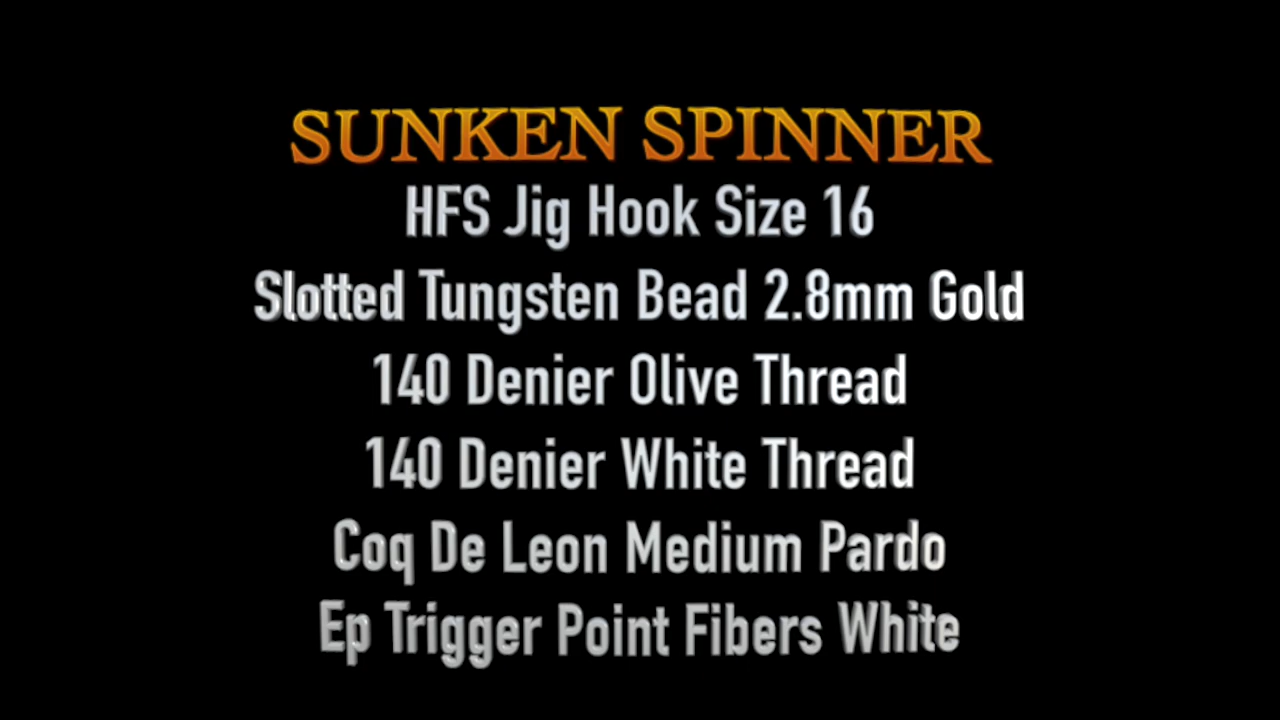 SUNKEN SPINNER
HFS Jig Hook Size 16
Slotted Tungsten Bead 2.8mm Gold
140 Denier Olive Thread
140 Denier White Thread
Coq De Leon Medium Pardo
Ep Trigger Point Fibers White